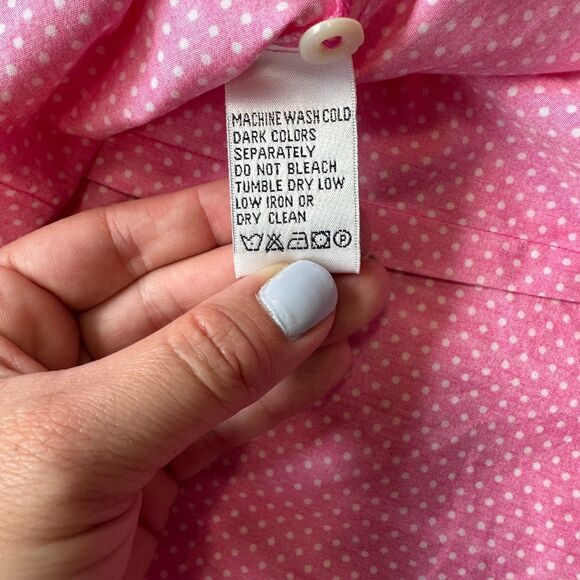 MACHINE WASH COLD
DARK COLORS
SEPARATELY
DO NOT BLEACH
TUMBLE DRY LOW
LOW IRON OR
DRY CLEAN
P